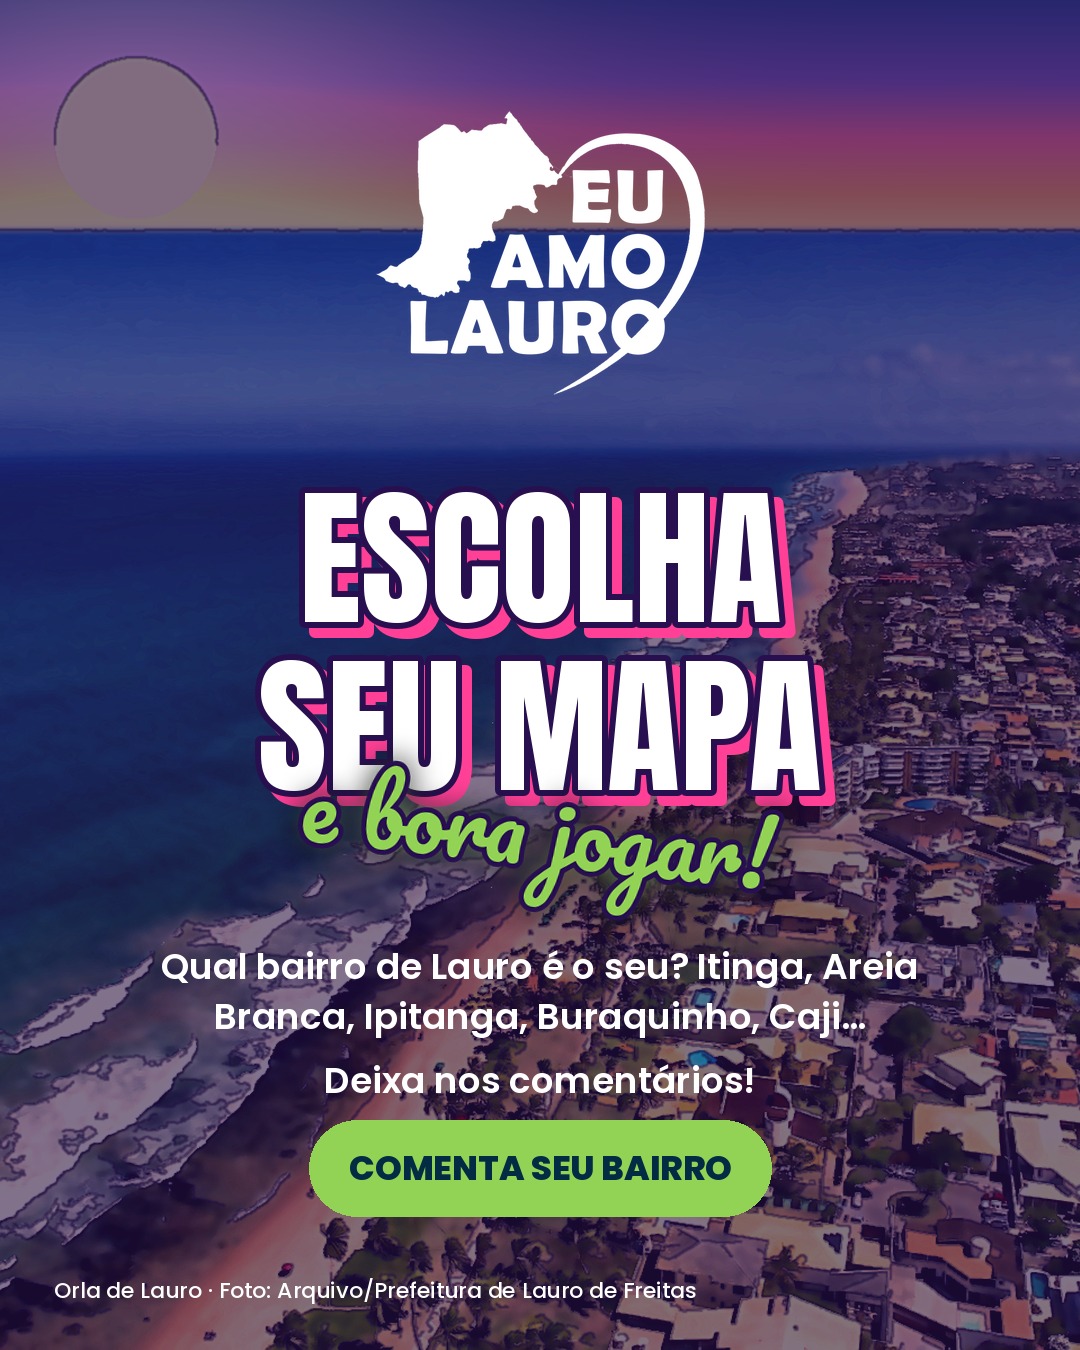 EU
AMO
LAURO
ESCOLHA
SEU MAPA
e bora jogar!
Qual bairro de Lauro é o seu? Itinga, Areia
Branca, Ipitanga, Buraquinho, Caji...
Deixa nos comentários!
COMENTA SEU BAIRRO
Orla de Lauro · Foto: Arquivo/Prefeitura de Lauro de Freitas